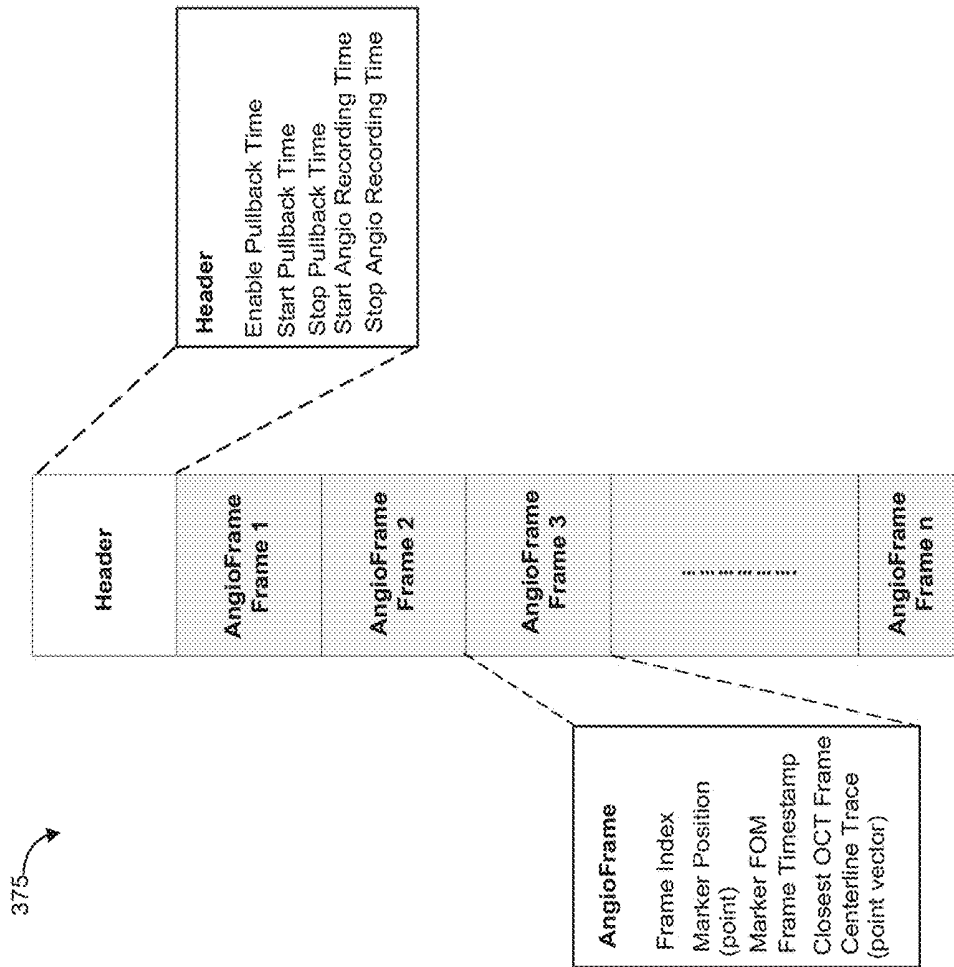 375
Header
Enable Pullback Time
Start Pullback Time
Stop Pullback Time
Start Angio Recording Time
Stop Angio Recording Time
Header
AngioFrame
Frame 1
AngioFrame
Frame 2
AngioFrame
Frame 3
..........
AngioFrame
Frame n
AngioFrame
Frame Index
Marker Position
(point)
Marker FOM
Frame Timestamp
Closest OCT Frame
Centerline Trace
(point vector)